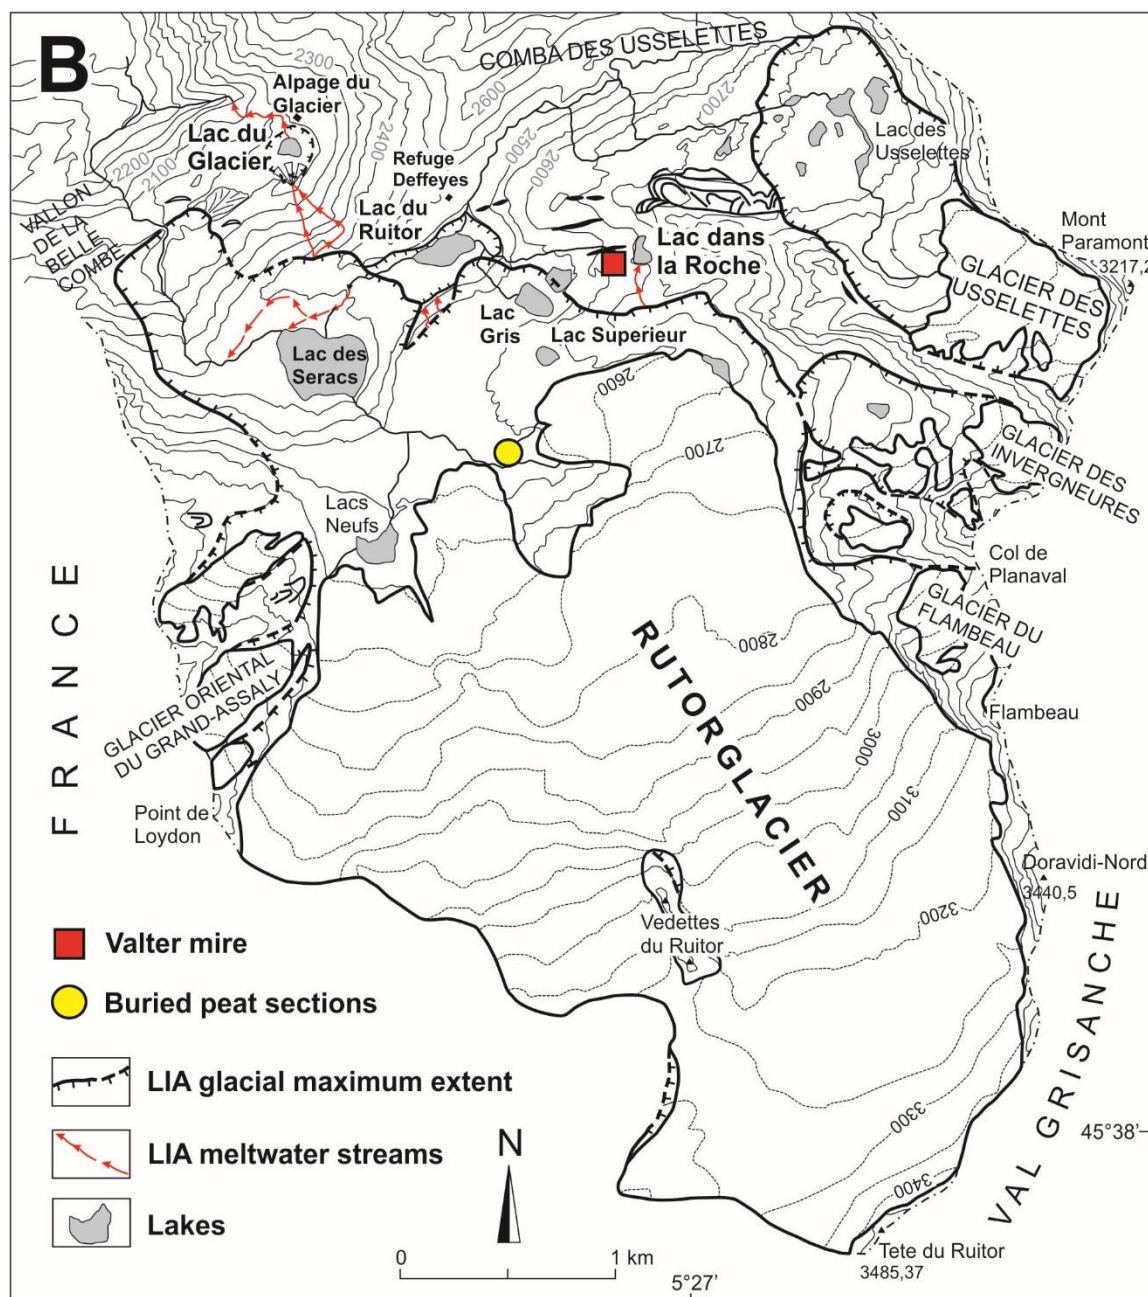 B
COMBA DES USSELETTES
2300
Alpage du
Glacier
2600
2700
Lac du
Glacier
2400
2500
2600
Lac des
Usselettes
2200
2100
Refuge
Deffeyes
VALLON
DE LA
BELLE
COMBE
Lac du
Ruitor
Mont
Paramont
3217,2
Lac dans
la Roche
GLACIER DES
USSELETTES
Lac
Gris
Lac Superieur
Lac des
Seracs
2600
2700
GLACIER DES
INVERGNEURES
Lacs
Neufs
Col de
Planaval
FRANCE
GLACIER DU
FLAMBEAU
2800
RUTORGLACIER
GLACIER ORIENTAL
DU GRAND-ASSALY
2900
Flambeau
3000
3100
Point de
Loydon
Doravidi-Nord
3440,5
3200
Vedettes
du Ruitor
VAL GRISANCHE
Valter mire
Buried peat sections
LIA glacial maximum extent
LIA meltwater streams
Lakes
N
3300
45°38'
3400
0 1 km
Tete du Ruitor
3485,37
5°27'